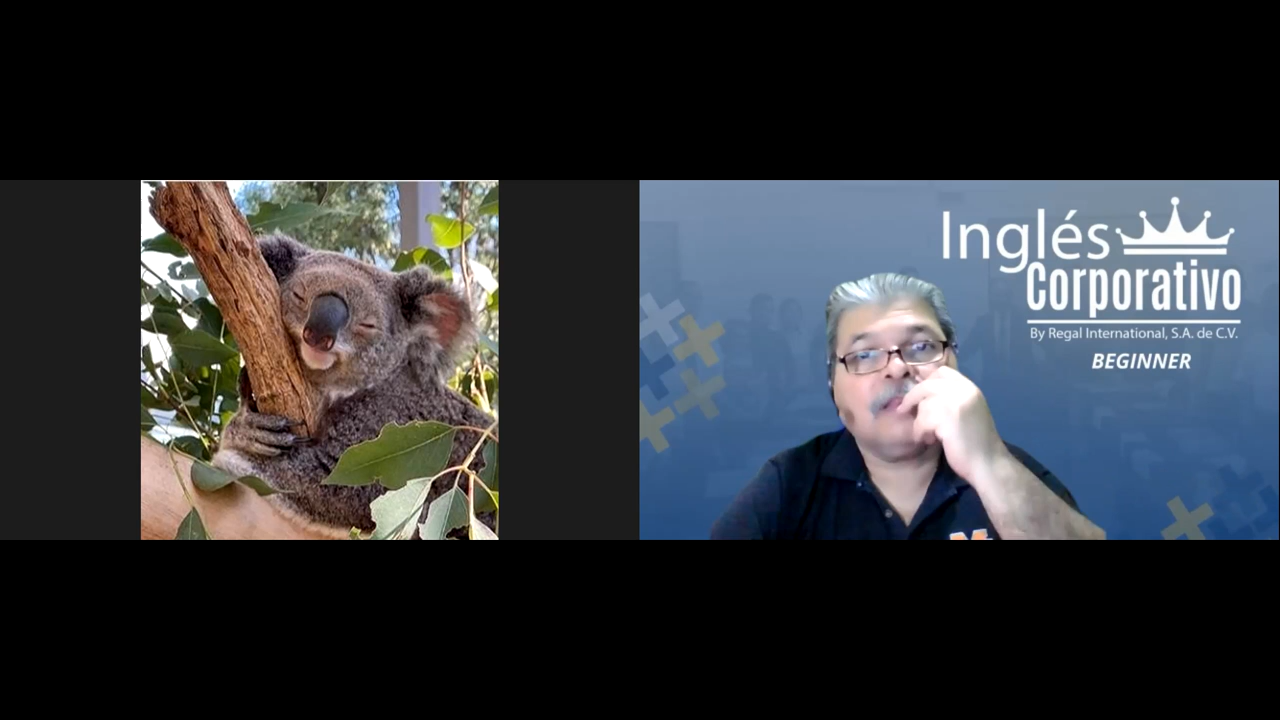 Inglés
Corporativo
By Regal International, S.A. de C.V.
BEGINNER